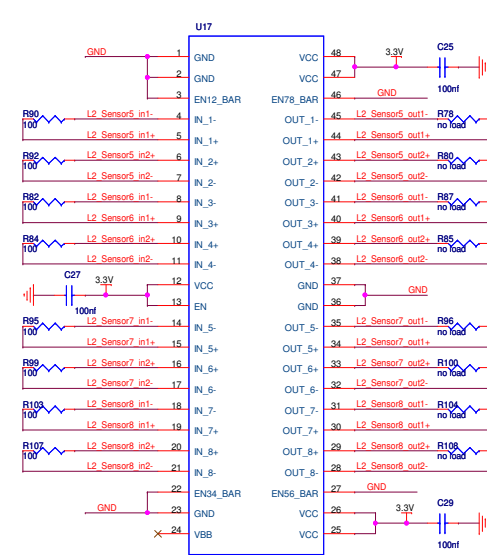 U17
GND 1 GND VCC 48 3.3V C25
2 GND VCC 47 100nf
3 EN12_BAR EN78_BAR 46 GND
R90 100 L2_Sensor5_in1- 4 IN_1- OUT_1- 45 L2_Sensor5_out1- R78 no load
L2_Sensor5_in1+ 5 IN_1+ OUT_1+ 44 L2_Sensor5_out1+
R92 100 L2_Sensor5_in2+ 6 IN_2+ OUT_2+ 43 L2_Sensor5_out2+ R80 no load
L2_Sensor5_in2- 7 IN_2- OUT_2- 42 L2_Sensor5_out2-
R82 100 L2_Sensor6_in1- 8 IN_3- OUT_3- 41 L2_Sensor6_out1- R87 no load
L2_Sensor6_in1+ 9 IN_3+ OUT_3+ 40 L2_Sensor6_out1+
R84 100 L2_Sensor6_in2+ 10 IN_4+ OUT_4+ 39 L2_Sensor6_out2+ R85 no load
L2_Sensor6_in2- 11 IN_4- OUT_4- 38 L2_Sensor6_out2-
C27 3.3V 12 VCC GND 37 GND
100nf 13 EN GND 36
R95 100 L2_Sensor7_in1- 14 IN_5- OUT_5- 35 L2_Sensor7_out1- R96 no load
L2_Sensor7_in1+ 15 IN_5+ OUT_5+ 34 L2_Sensor7_out1+
R99 100 L2_Sensor7_in2+ 16 IN_6+ OUT_6+ 33 L2_Sensor7_out2+ R100 no load
L2_Sensor7_in2- 17 IN_6- OUT_6- 32 L2_Sensor7_out2-
R103 100 L2_Sensor8_in1- 18 IN_7- OUT_7- 31 L2_Sensor8_out1- R104 no load
L2_Sensor8_in1+ 19 IN_7+ OUT_7+ 30 L2_Sensor8_out1+
R107 100 L2_Sensor8_in2+ 20 IN_8+ OUT_8+ 29 L2_Sensor8_out2+ R108 no load
L2_Sensor8_in2- 21 IN_8- OUT_8- 28 L2_Sensor8_out2-
22 EN34_BAR EN56_BAR 27 GND
GND 23 GND VCC 26 3.3V C29
24 VBB VCC 25 100nf